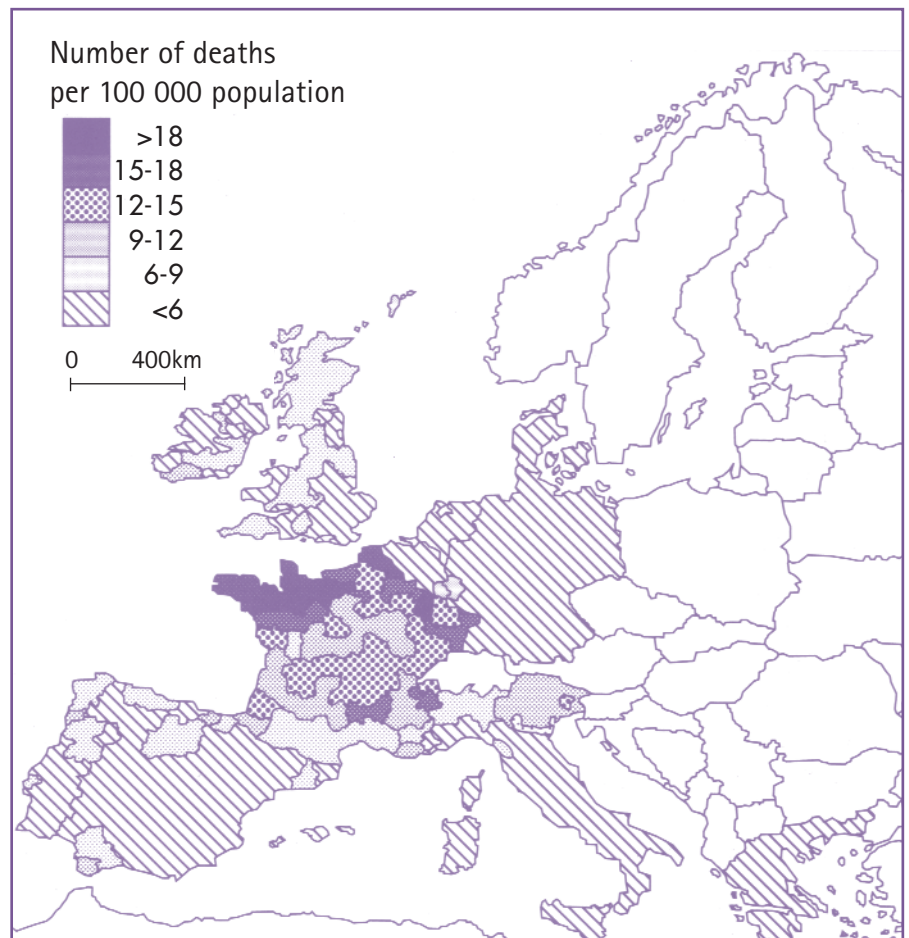 Number of deaths
per 100 000 population
>18
15-18
12-15
9-12
6-9
<6
0 400km